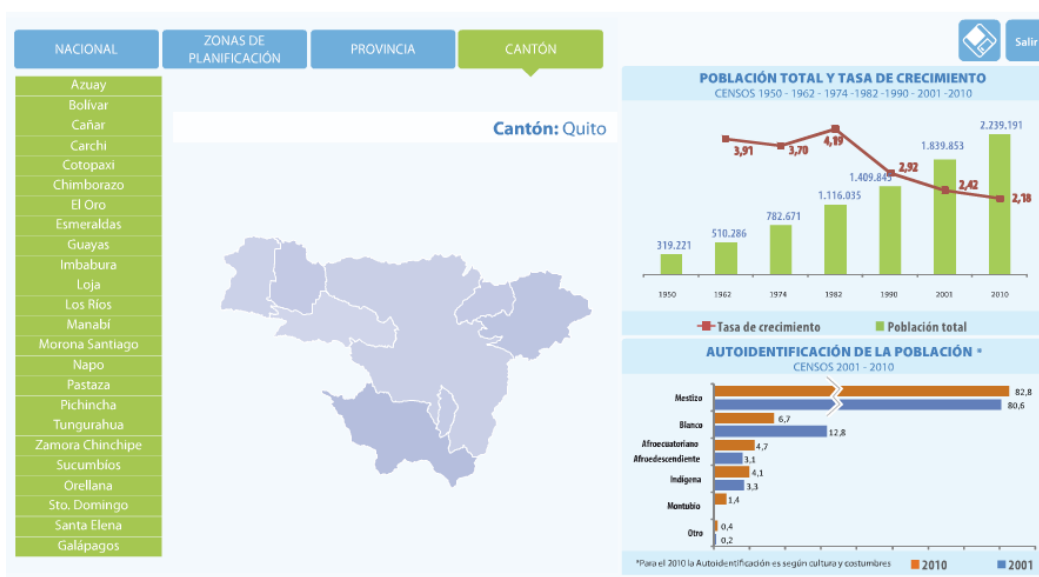 NACIONAL
ZONAS DE
PLANIFICACIÓN
PROVINCIA
CANTÓN
Salir
Azuay
Bolívar
Cañar
Carchi
Cotopaxi
Chimborazo
El Oro
Esmeraldas
Guayas
Imbabura
Loja
Los Ríos
Manabí
Morona Santiago
Napo
Pastaza
Pichincha
Tungurahua
Zamora Chinchipe
Sucumbíos
Orellana
Sto. Domingo
Santa Elena
Galápagos
Cantón: Quito
POBLACIÓN TOTAL Y TASA DE CRECIMIENTO
CENSOS 1950 - 1962 - 1974 -1982 -1990 - 2001 -2010
2.239.191
1.839.853
1.409.845
1.116.035
782.671
510.286
319.221
3,91
3,70
4,19
2,92
2,42
2,18
1950 1962 1974 1982 1990 2001 2010
Tasa de crecimiento Población total
AUTOIDENTIFICACIÓN DE LA POBLACIÓN *
CENSOS 2001 - 2010
Mestizo 82,8
80,6
Blanco 6,7
12,8
Afroecuatoriano 4,7
Afrodescendiente 3,1
Indígena 4,1
3,3
Montubio 1,4
Otro 0,4
0,2
*Para el 2010 la Autoidentificación es según cultura y costumbres 2010 2001